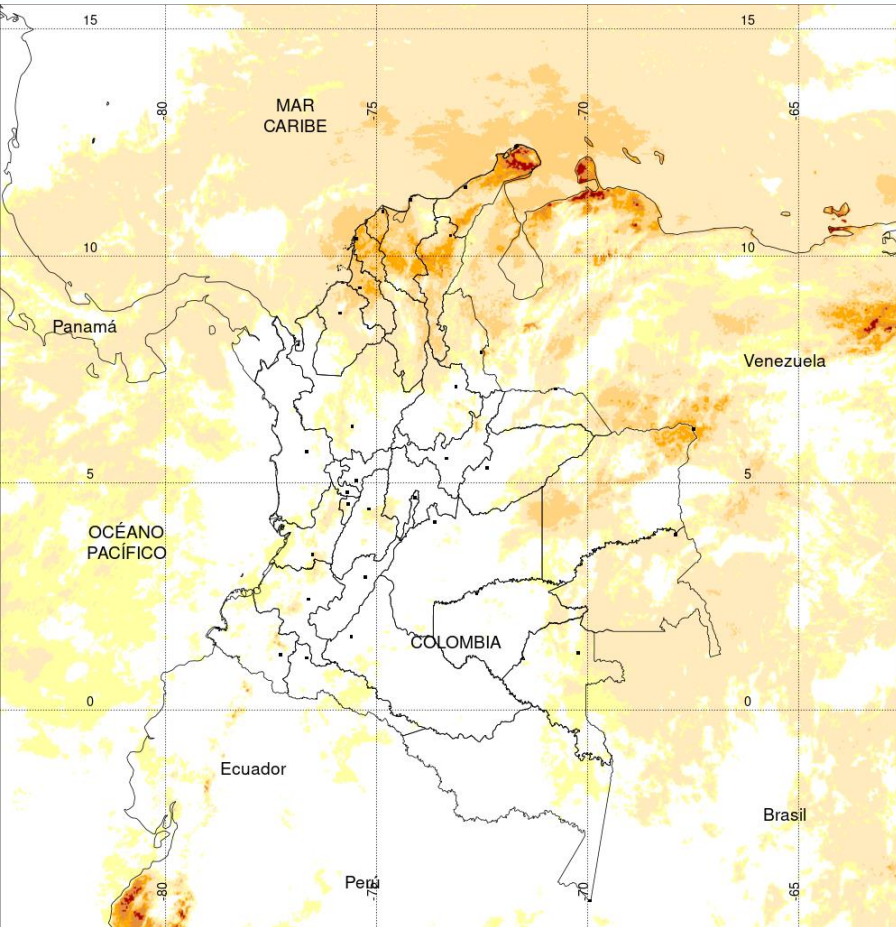 15
15
-80
-75
-70
-65
MAR
CARIBE
10
10
Panamá
Venezuela
5
5
OCÉANO
PACÍFICO
COLOMBIA
0
0
Ecuador
Brasil
Perú
-80
-75
-70
-65